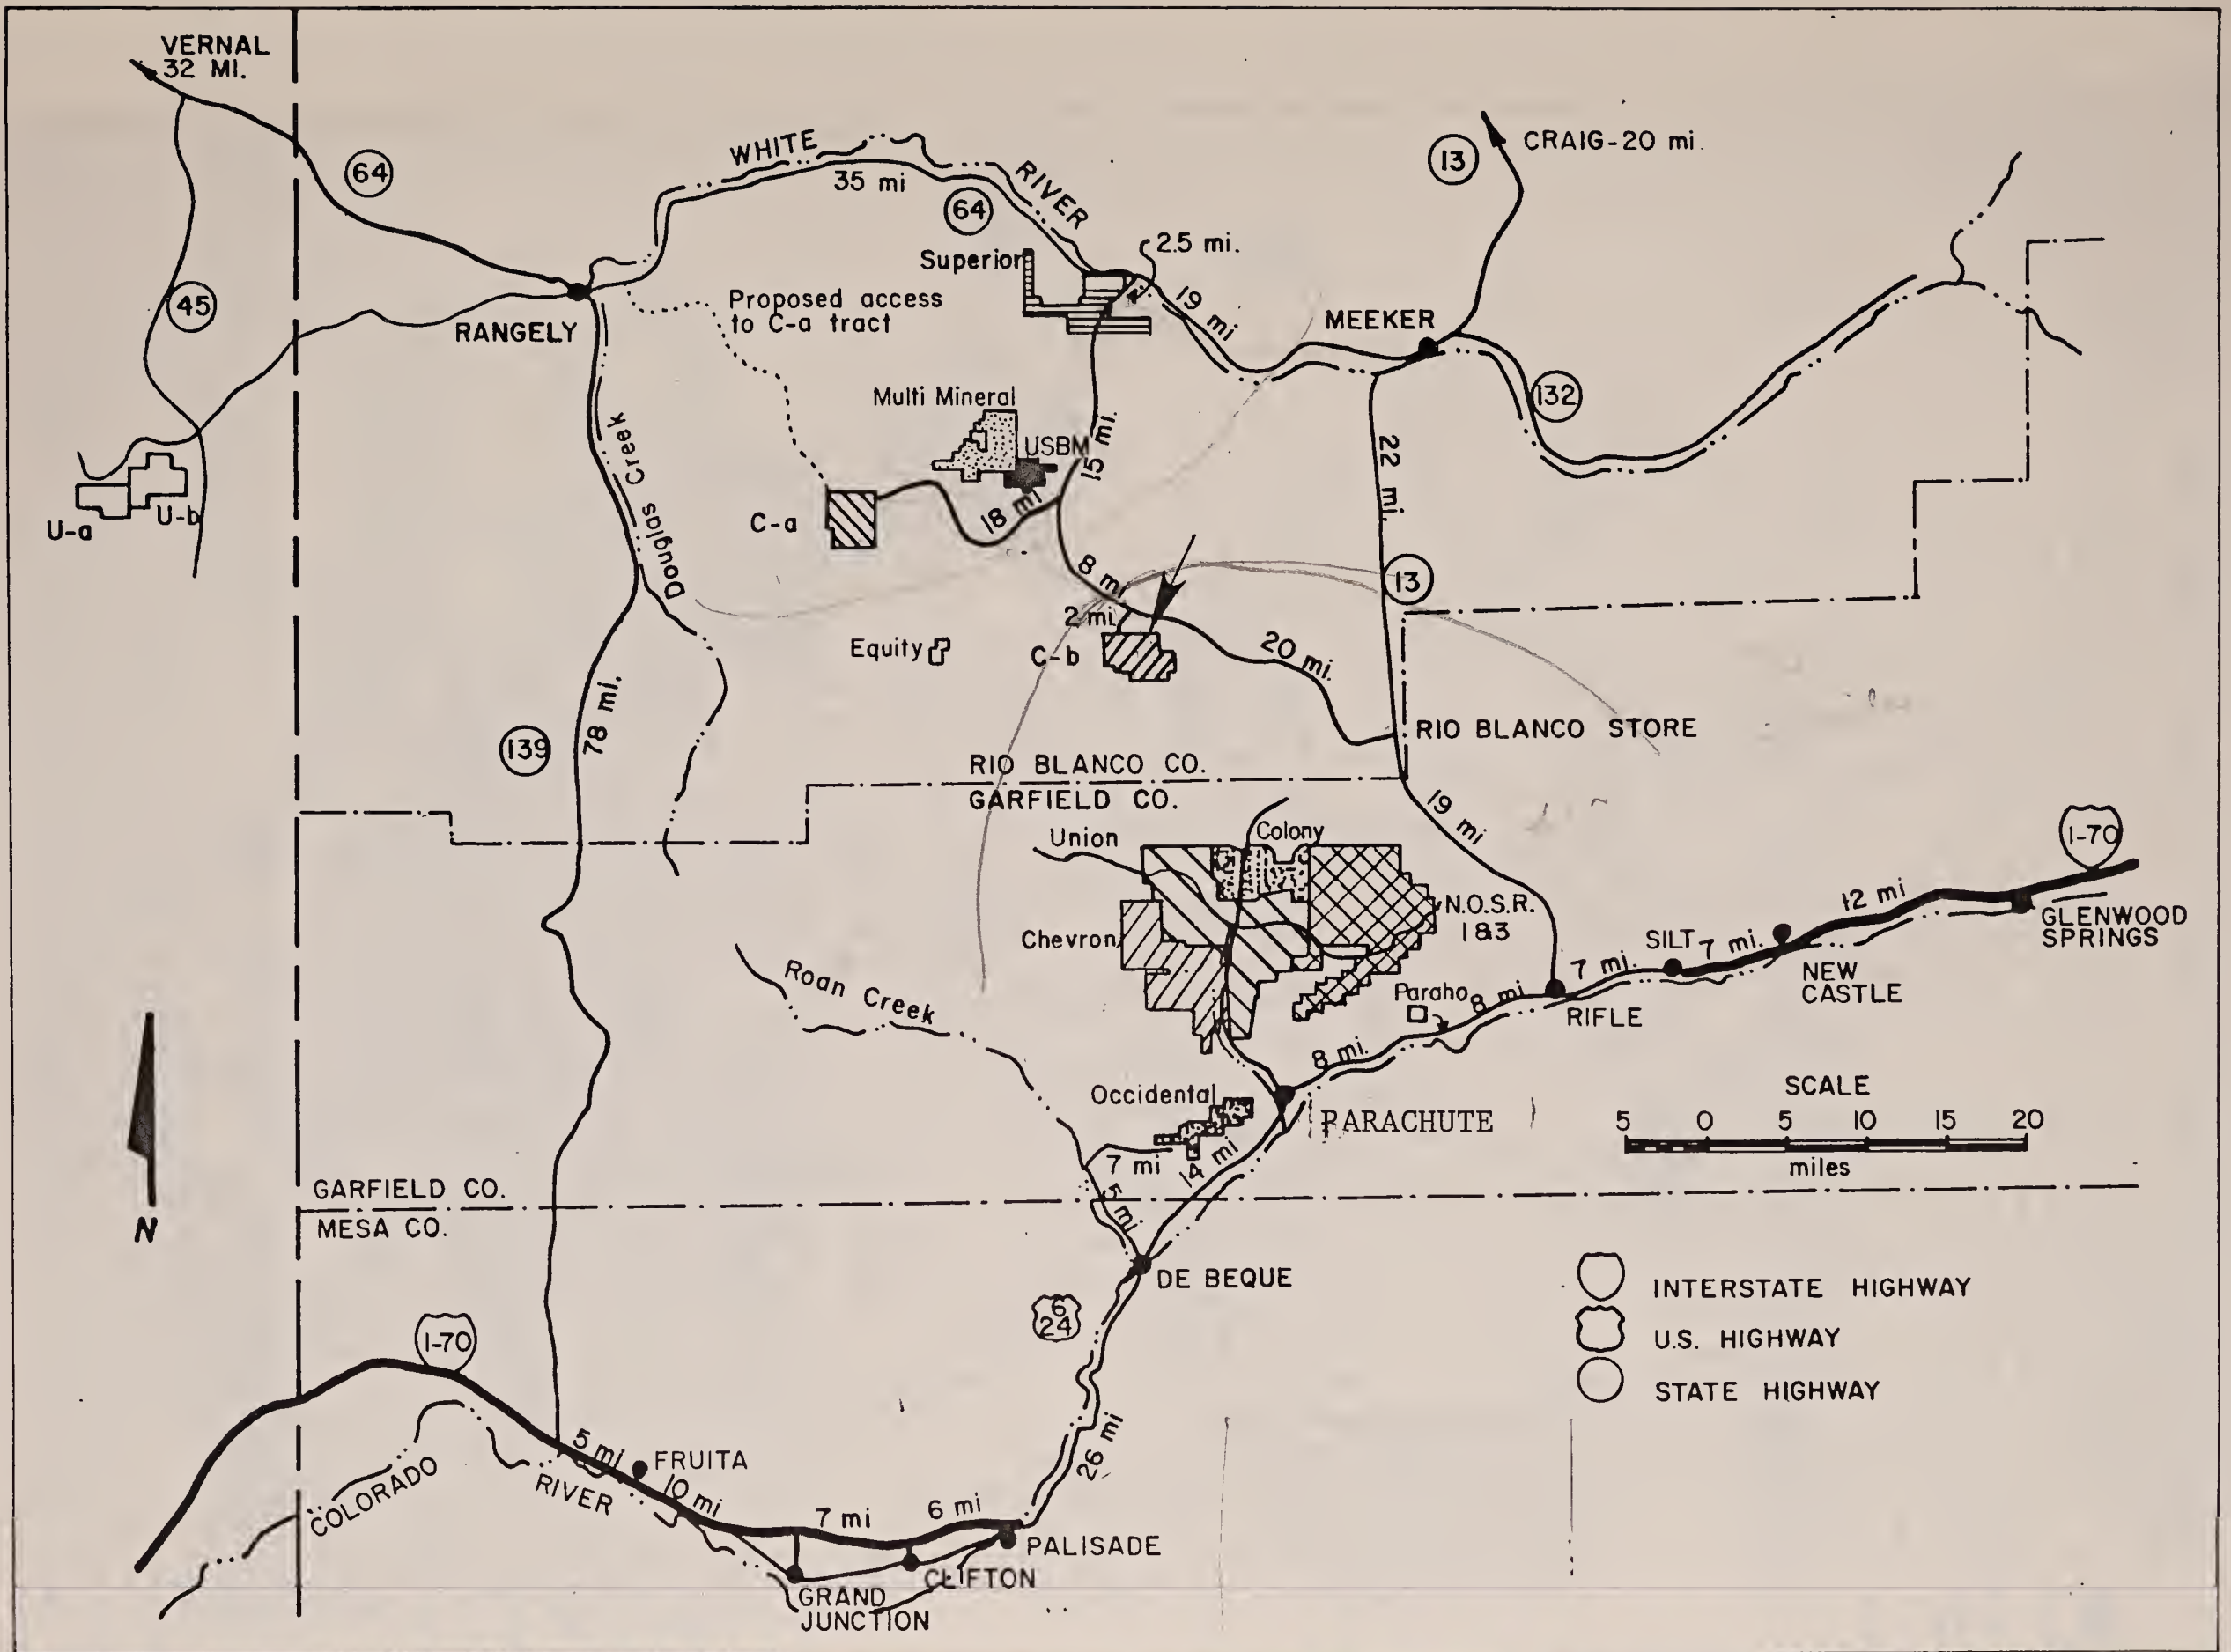 VERNAL
32 MI.
64
WHITE
RIVER
35 mi
64
13
CRAIG-20 mi.
45
RANGELY
Proposed access
to C-a tract
Superior
2.5 mi.
19 mi
MEEKER
132
Multi Mineral
USBM
15 mi.
22 mi.
Douglas Creek
U-a
U-b
C-a
18 mi
8 m
2 mi.
13
Equity
C-b
20 mi.
78 mi.
139
RIO BLANCO STORE
RIO BLANCO CO.
GARFIELD CO.
19 mi
Union
Colony
I-70
N.O.S.R.
1&3
Chevron
12 mi
GLENWOOD
SPRINGS
SILT
7 mi.
NEW
CASTLE
7 mi.
Roan Creek
Paraho
8 mi
RIFLE
8 mi.
Occidental
PARACHUTE
SCALE
5 0 5 10 15 20
miles
7 mi
14 mi
5 mi
GARFIELD CO.
MESA CO.
N
DE BEQUE
6
24
INTERSTATE HIGHWAY
U.S. HIGHWAY
STATE HIGHWAY
I-70
26 mi
5 mi
FRUITA
COLORADO
RIVER
10 mi
7 mi
6 mi
PALISADE
CLIFTON
GRAND
JUNCTION